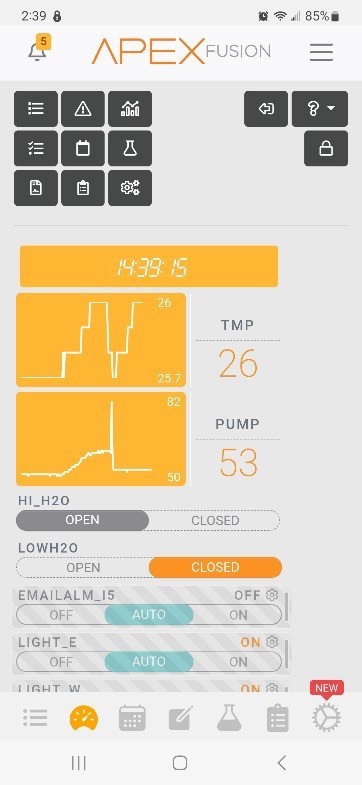 2:39 85%
5
APEX FUSION
14:39:15
26
25.7
TMP
26
82
50
PUMP
53
HI_H2O
OPEN CLOSED
LOWH2O
OPEN CLOSED
EMAILALM_I5 OFF
OFF AUTO ON
LIGHT_E ON
OFF AUTO ON
LIGHT_W ON
NEW